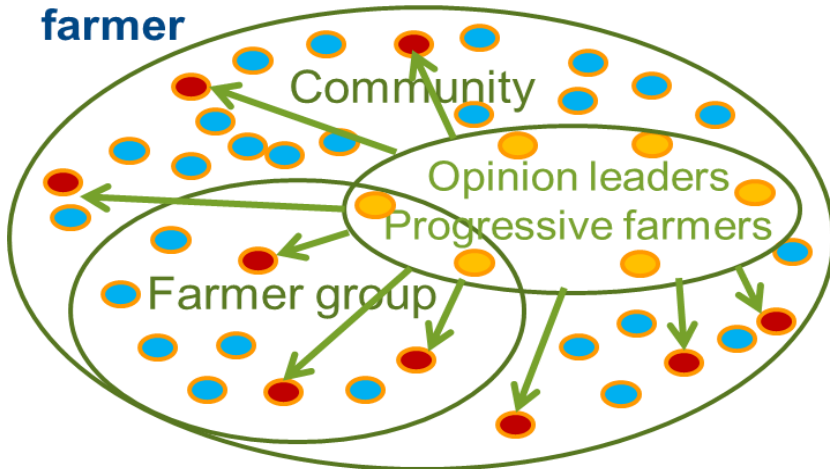 farmer
Community
Opinion leaders
Progressive farmers
Farmer group